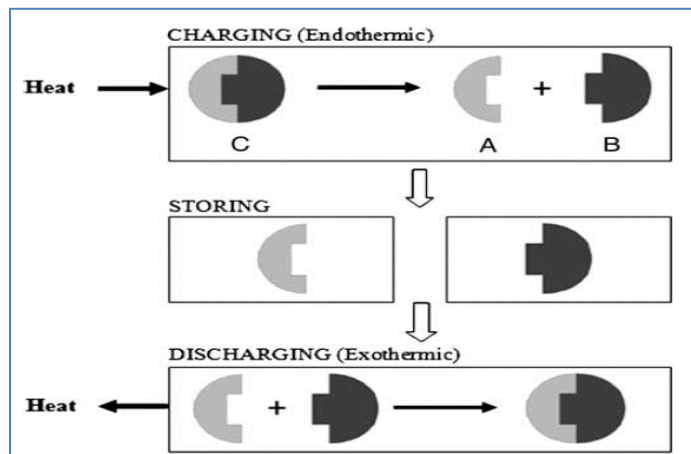 CHARGING (Endothermic)
Heat
+
C
A
B
STORING
DISCHARGING (Exothermic)
Heat
+